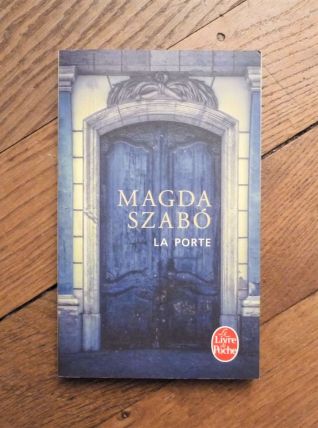 MAGDA
SZABÓ
LA PORTE
Le
Livre
de
Poche